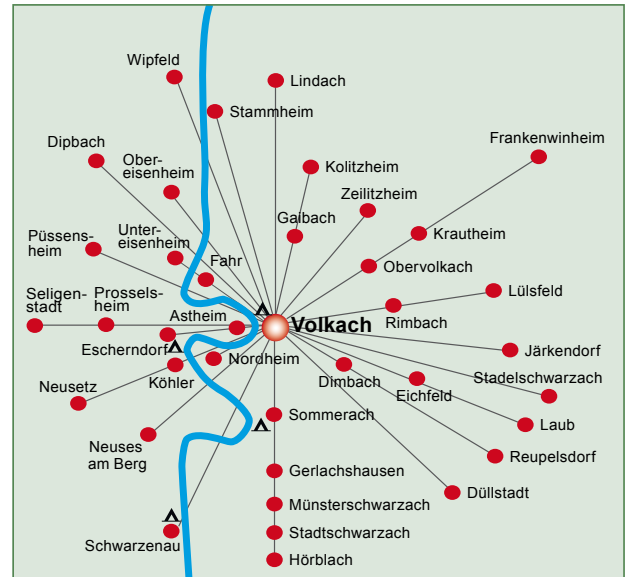 Wipfeld
Lindach
Stammheim
Frankenwinheim
Dipbach
Ober-
eisenheim
Kolitzheim
Zeilitzheim
Gaibach
Krautheim
Püssens-
heim
Unter-
eisenheim
Fahr
Obervolkach
Seligen-
stadt
Prossels-
heim
Astheim
Volkach
Rimbach
Lülsfeld
Escherndorf
Nordheim
Järkendorf
Köhler
Dimbach
Stadelschwarzach
Neusetz
Eichfeld
Sommerach
Laub
Neuses
am Berg
Reupelsdorf
Gerlachshausen
Düllstadt
Münsterschwarzach
Stadtschwarzach
Schwarzenau
Hörblach